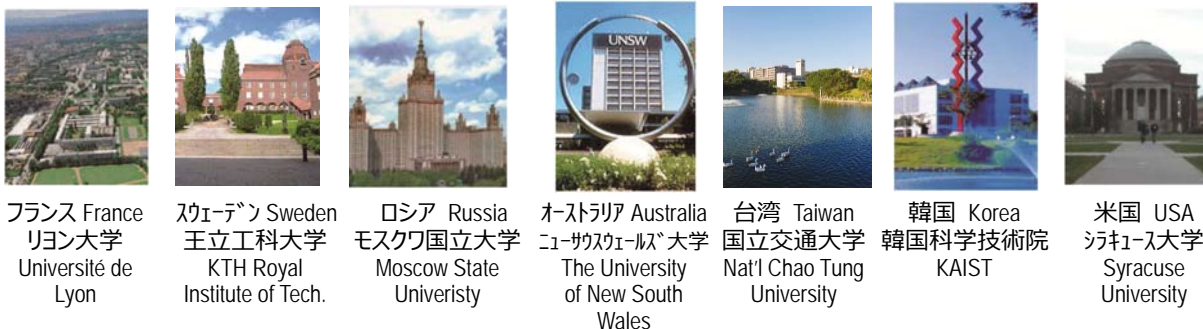 UNSW
フランス France
リヨン大学
Université de
Lyon
スウェーデン Sweden
王立工科大学
KTH Royal
Institute of Tech.
ロシア Russia
モスクワ国立大学
Moscow State
Univeristy
オーストラリア Australia
ニューサウスウェールズ大学
The University
of New South
Wales
台湾 Taiwan
国立交通大学
Nat'l Chao Tung
University
韓国 Korea
韓国科学技術院
KAIST
米国 USA
シラキュース大学
Syracuse
University